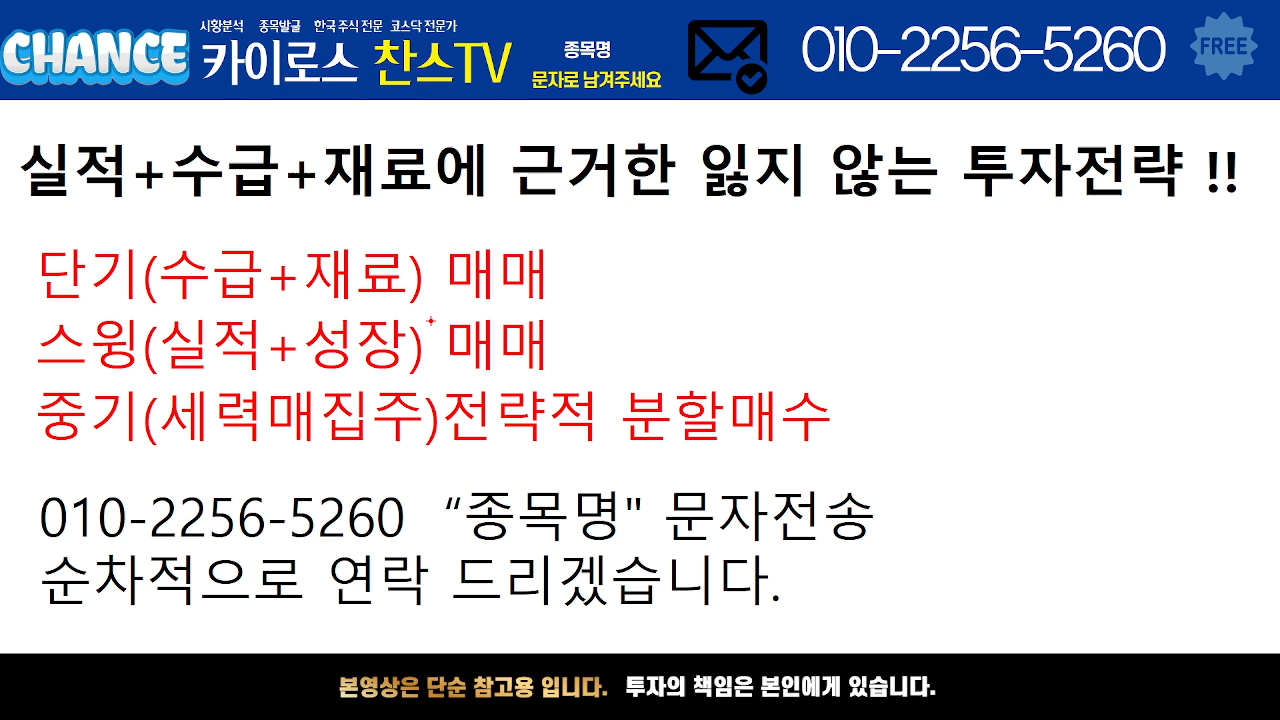 시황분석 종목발굴 한국 주식 전문 코스닥 전문가
CHANCE 카이로스 찬스TV
종목명
문자로 남겨주세요
010-2256-5260
FREE
실적+수급+재료에 근거한 잃지 않는 투자전략 !!
단기(수급+재료) 매매
스윙(실적+성장) 매매
중기(세력매집주)전략적 분할매수
010-2256-5260 “종목명" 문자전송
순차적으로 연락 드리겠습니다.
본영상은 단순 참고용 입니다. 투자의 책임은 본인에게 있습니다.